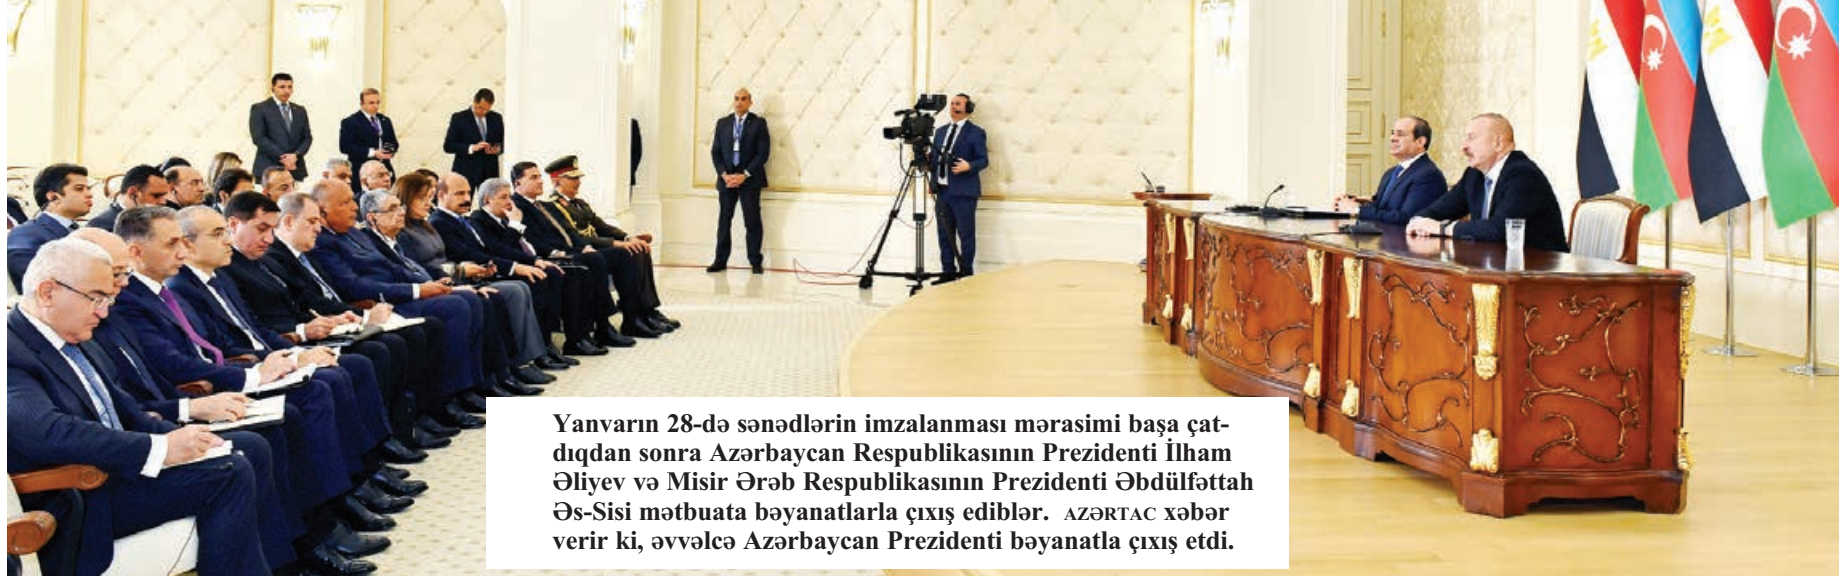 Yanvarın 28-də sənədlərin imzalanması mərasimi başa çat-
dıqdan sonra Azərbaycan Respublikasının Prezidenti İlham
Əliyev və Misir Ərəb Respublikasının Prezidenti Əbdülfəttah
Əs-Sisi mətbuata bəyanatlarla çıxış ediblər. AZƏRTAC xəbər
verir ki, əvvəlcə Azərbaycan Prezidenti bəyanatla çıxış etdi.